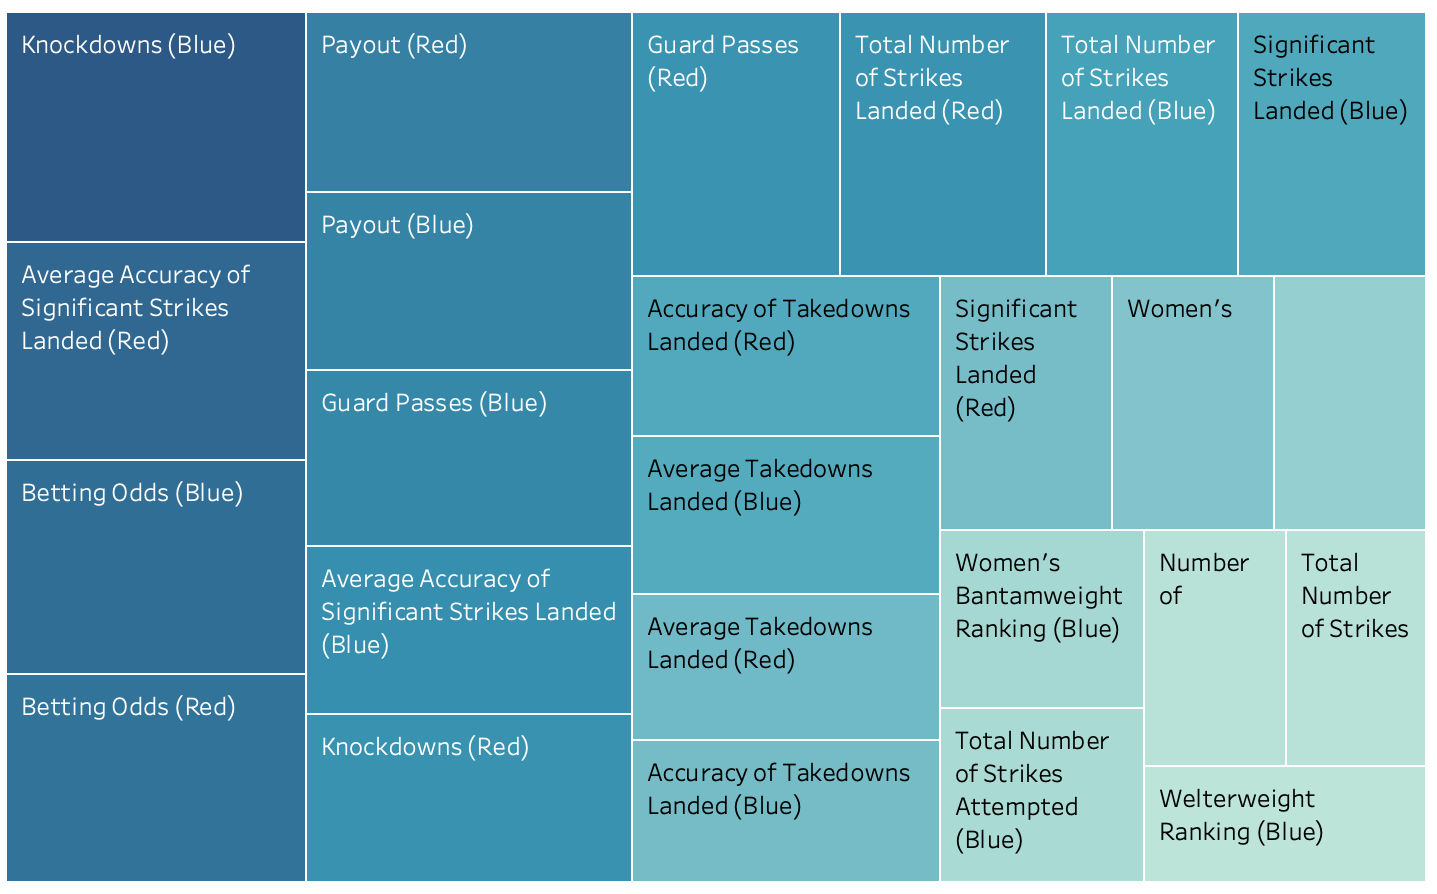 Knockdowns (Blue)
Average Accuracy of
Significant Strikes
Landed (Red)
Betting Odds (Blue)
Betting Odds (Red)
Payout (Red)
Payout (Blue)
Guard Passes (Blue)
Average Accuracy of
Significant Strikes Landed
(Blue)
Knockdowns (Red)
Guard Passes
(Red)
Total Number
of Strikes
Landed (Red)
Total Number
of Strikes
Landed (Blue)
Significant
Strikes
Landed (Blue)
Accuracy of Takedowns
Landed (Red)
Average Takedowns
Landed (Blue)
Average Takedowns
Landed (Red)
Accuracy of Takedowns
Landed (Blue)
Significant
Strikes
Landed
(Red)
Women's
Women's
Bantamweight
Ranking (Blue)
Total Number
of Strikes
Attempted
(Blue)
Number
of
Total
Number
of Strikes
Welterweight
Ranking (Blue)